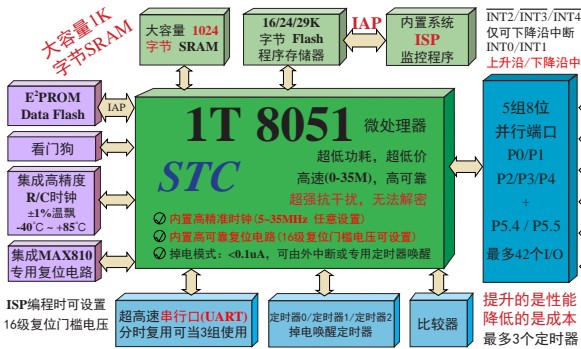 大容量1K
字节SRAM
大容量 1024
字节 SRAM
16/24/29K
字节 Flash
程序存储器
IAP
内置系统
ISP
监控程序
INT2/INT3/INT4
仅可下降沿中断
INT0/INT1
上升沿/下降沿中
E²PROM
Data Flash
IAP
看门狗
集成高精度
R/C时钟
±1%温飘
-40℃ ~ +85℃
集成MAX810
专用复位电路
ISP编程时可设置
16级复位门槛电压
1T 8051 微处理器
STC
超低功耗，超低价
高速(0-35M)，高可靠
超强抗干扰，无法解密
内置高精准时钟(5~35MHz 任意设置)
内置高可靠复位电路(16级复位门槛电压可设置)
掉电模式：<0.1uA，可由外中断或专用定时器唤醒
5组8位
并行端口
P0/P1
P2/P3/P4
+
P5.4 / P5.5
最多42个I/O
超高速串行口(UART)
分时复用可当3组使用
定时器0/定时器1/定时器2
掉电唤醒定时器
比较器
提升的是性能
降低的是成本
最多3个定时器